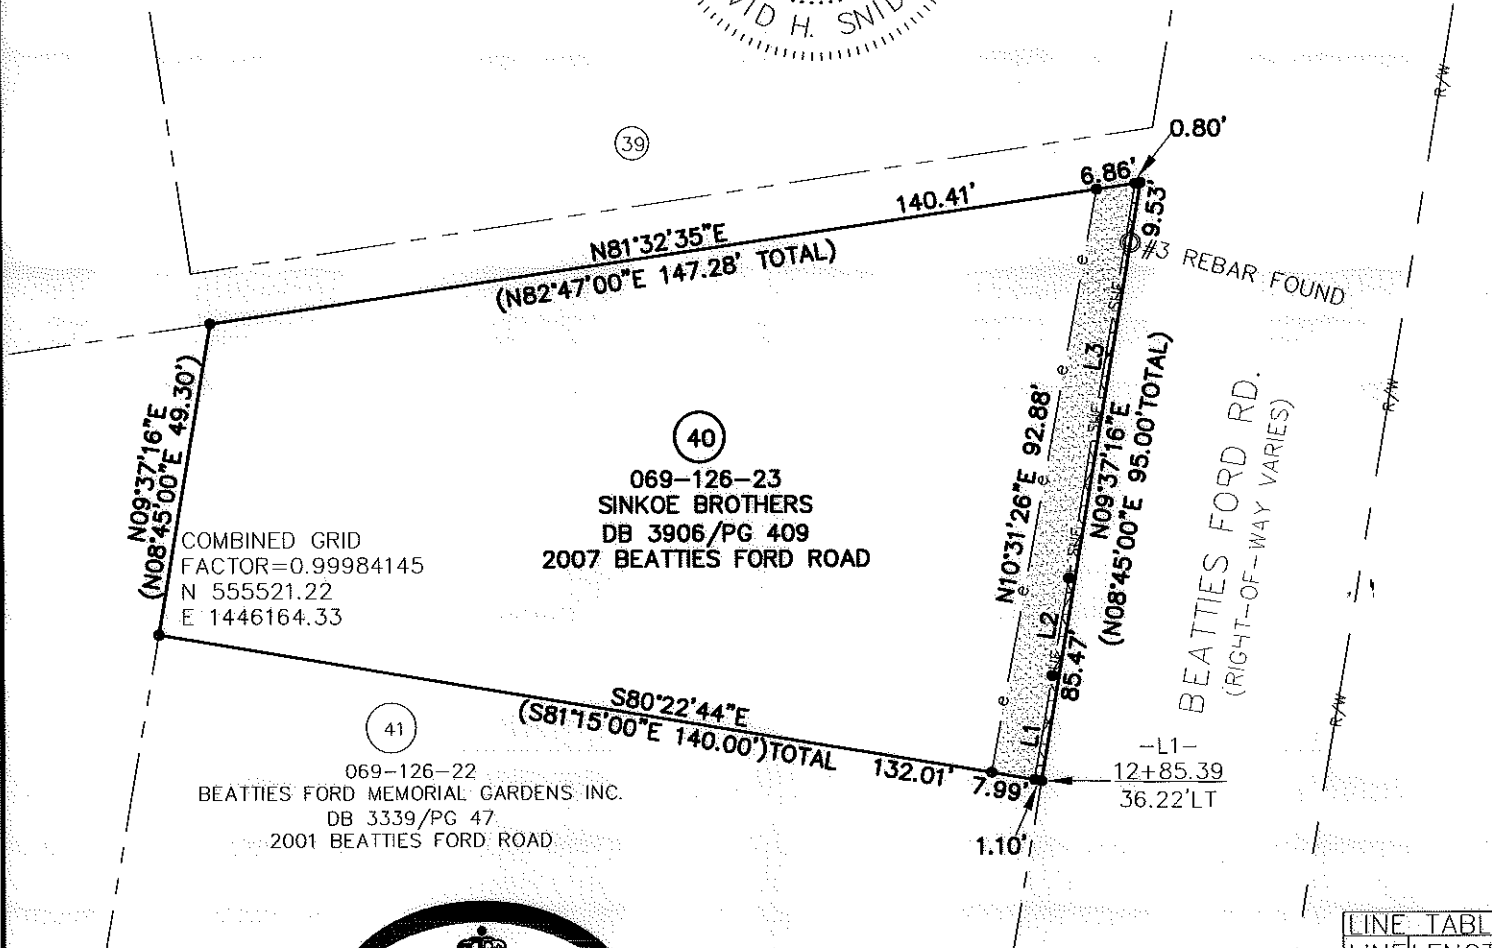 VID H. SNID
R/W
39
0.80'
6.86'
140.41'
9.53'
N81°32'35"E
(N82°47'00"E 147.28' TOTAL)
#3 REBAR FOUND
e
SUE
L3
N09°37'16"E
(N08°45'00"E 49.30')
N10°31'26"E 92.88'
N09°37'16"E
(N08°45'00"E 95.00'TOTAL)
R/W
BEATTIES FORD RD.
(RIGHT-OF-WAY VARIES)
40
069-126-23
SINKOE BROTHERS
DB 3906/PG 409
2007 BEATTIES FORD ROAD
COMBINED GRID
FACTOR=0.99984145
N 555521.22
E 1446164.33
L2
85.47'
S80°22'44"E
(S81°15'00"E 140.00')TOTAL
132.01'
7.99'
L1
1.10'
R/W
-L1-
12+85.39
36.22'LT
41
069-126-22
BEATTIES FORD MEMORIAL GARDENS INC.
DB 3339/PG 47
2001 BEATTIES FORD ROAD
LINE TABL
LINE LENGT